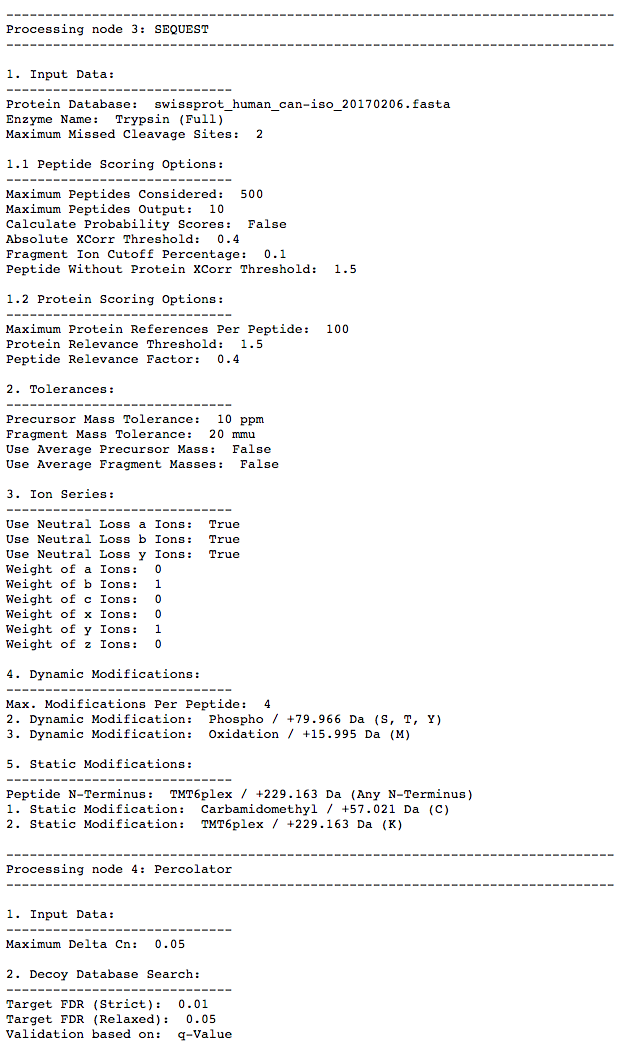 ------------------------------------------------------------------------------
Processing node 3: SEQUEST
------------------------------------------------------------------------------
1. Input Data:
-----------------------------
Protein Database:  swissprot_human_can-iso_20170206.fasta
Enzyme Name:  Trypsin (Full)
Maximum Missed Cleavage Sites:  2
1.1 Peptide Scoring Options:
-----------------------------
Maximum Peptides Considered:  500
Maximum Peptides Output:  10
Calculate Probability Scores:  False
Absolute XCorr Threshold:  0.4
Fragment Ion Cutoff Percentage:  0.1
Peptide Without Protein XCorr Threshold:  1.5
1.2 Protein Scoring Options:
-----------------------------
Maximum Protein References Per Peptide:  100
Protein Relevance Threshold:  1.5
Peptide Relevance Factor:  0.4
2. Tolerances:
-----------------------------
Precursor Mass Tolerance:  10 ppm
Fragment Mass Tolerance:  20 mmu
Use Average Precursor Mass:  False
Use Average Fragment Masses:  False
3. Ion Series:
-----------------------------
Use Neutral Loss a Ions:  True
Use Neutral Loss b Ions:  True
Use Neutral Loss y Ions:  True
Weight of a Ions:  0
Weight of b Ions:  1
Weight of c Ions:  0
Weight of x Ions:  0
Weight of y Ions:  1
Weight of z Ions:  0
4. Dynamic Modifications:
-----------------------------
Max. Modifications Per Peptide:  4
2. Dynamic Modification:  Phospho / +79.966 Da (S, T, Y)
3. Dynamic Modification:  Oxidation / +15.995 Da (M)
5. Static Modifications:
-----------------------------
Peptide N-Terminus:  TMT6plex / +229.163 Da (Any N-Terminus)
1. Static Modification:  Carbamidomethyl / +57.021 Da (C)
2. Static Modification:  TMT6plex / +229.163 Da (K)
------------------------------------------------------------------------------
Processing node 4: Percolator
------------------------------------------------------------------------------
1. Input Data:
-----------------------------
Maximum Delta Cn:  0.05
2. Decoy Database Search:
-----------------------------
Target FDR (Strict):  0.01
Target FDR (Relaxed):  0.05
Validation based on:  q-Value